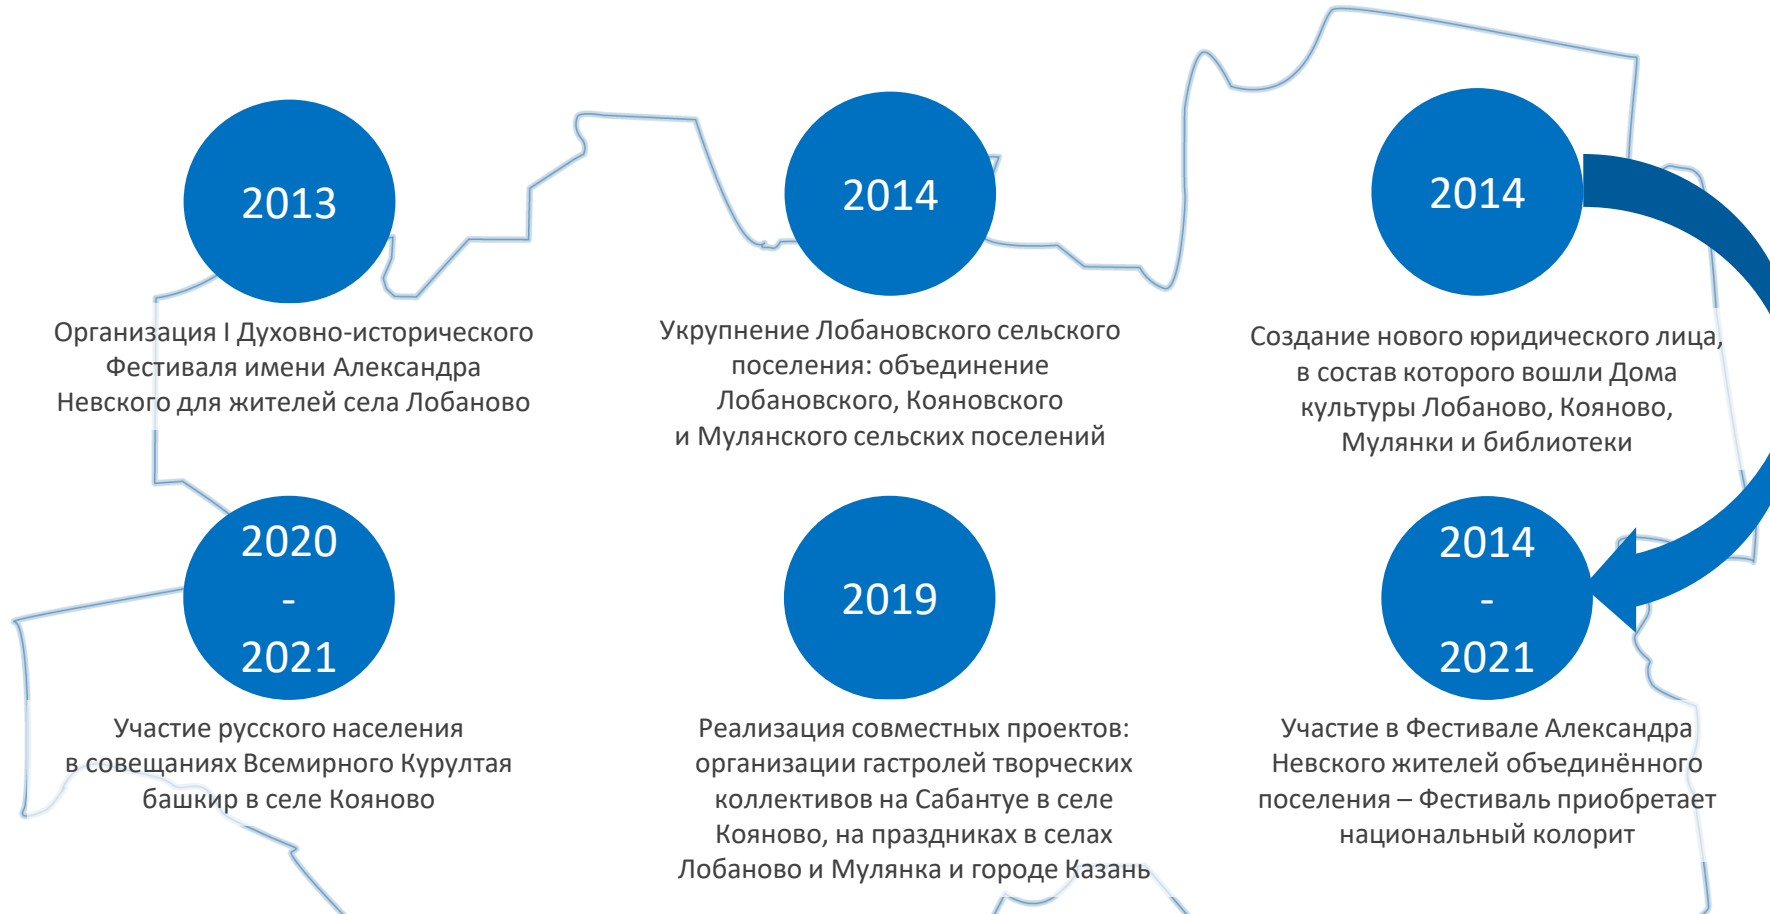 2013
Организация I Духовно-исторического
Фестиваля имени Александра
Невского для жителей села Лобаново
2014
Укрупнение Лобановского сельского
поселения: объединение
Лобановского, Кояновского
и Мулянского сельских поселений
2014
Создание нового юридического лица,
в состав которого вошли Дома
культуры Лобаново, Кояново,
Мулянки и библиотеки
2020
-
2021
Участие русского населения
в совещаниях Всемирного Курултая
башкир в селе Кояново
2019
Реализация совместных проектов:
организации гастролей творческих
коллективов на Сабантуе в селе
Кояново, на праздниках в селах
Лобаново и Мулянка и городе Казань
2014
-
2021
Участие в Фестивале Александра
Невского жителей объединённого
поселения – Фестиваль приобретает
национальный колорит